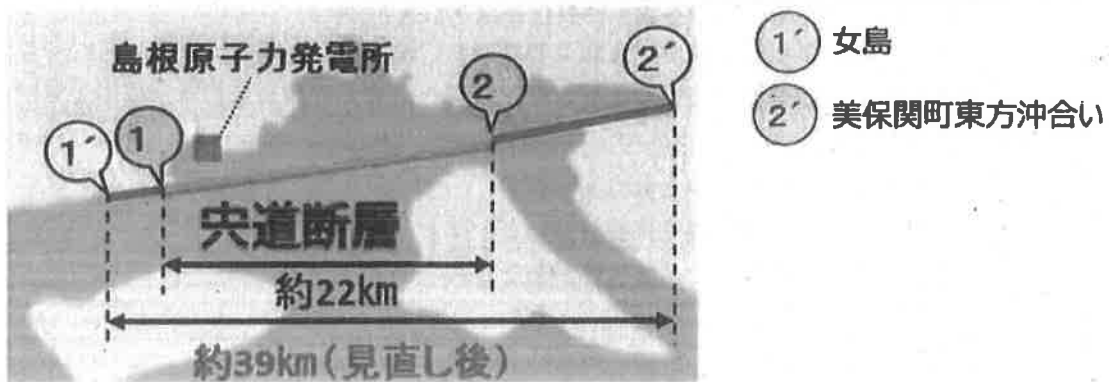 島根原子力発電所
1´
1
2
2´
宍道断層
約22km
約39km(見直し後)
1´ 女島
2´ 美保関町東方沖合い